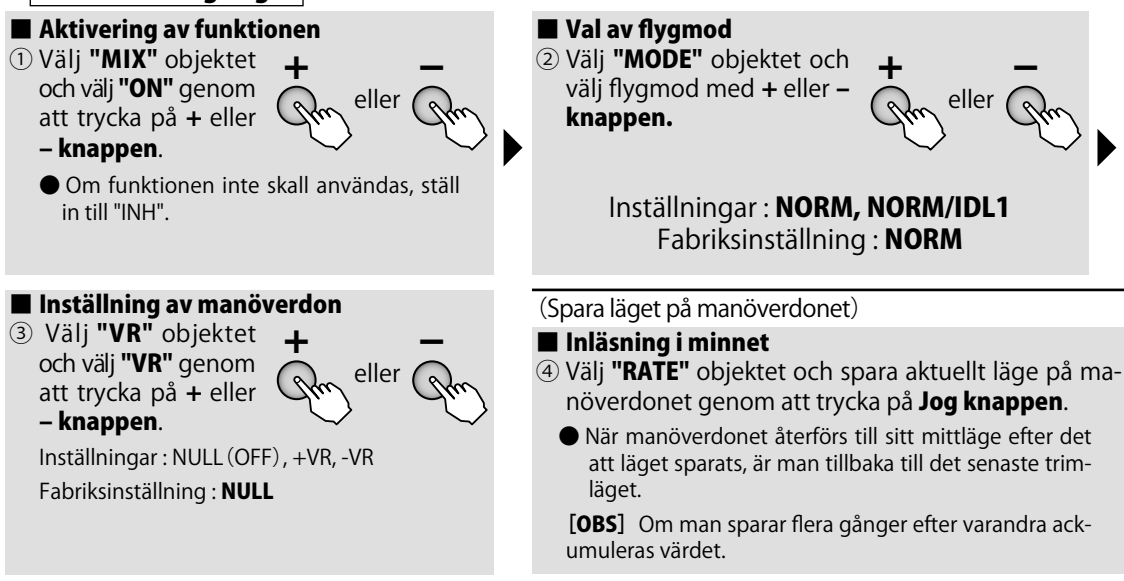 ■ Aktivering av funktionen
① Välj "MIX" objektet
och välj "ON" genom
att trycka på + eller
– knappen.
+ eller –
● Om funktionen inte skall användas, ställ
in till "INH".
■ Val av flygmod
② Välj "MODE" objektet och
välj flygmod med + eller –
knappen.
+ eller –
Inställningar : NORM, NORM/IDL1
Fabriksinställning : NORM
■ Inställning av manöverdon
③ Välj "VR" objektet
och välj "VR" genom
att trycka på + eller
– knappen.
+ eller –
Inställningar : NULL (OFF) , +VR, -VR
Fabriksinställning : NULL
(Spara läget på manöverdonet)
■ Inläsning i minnet
④ Välj "RATE" objektet och spara aktuellt läge på ma-
növerdonet genom att trycka på Jog knappen.
● När manöverdonet återförs till sitt mittläge efter det
att läget sparats, är man tillbaka till det senaste trim-
läget.
[OBS] Om man sparar flera gånger efter varandra ack-
umuleras värdet.